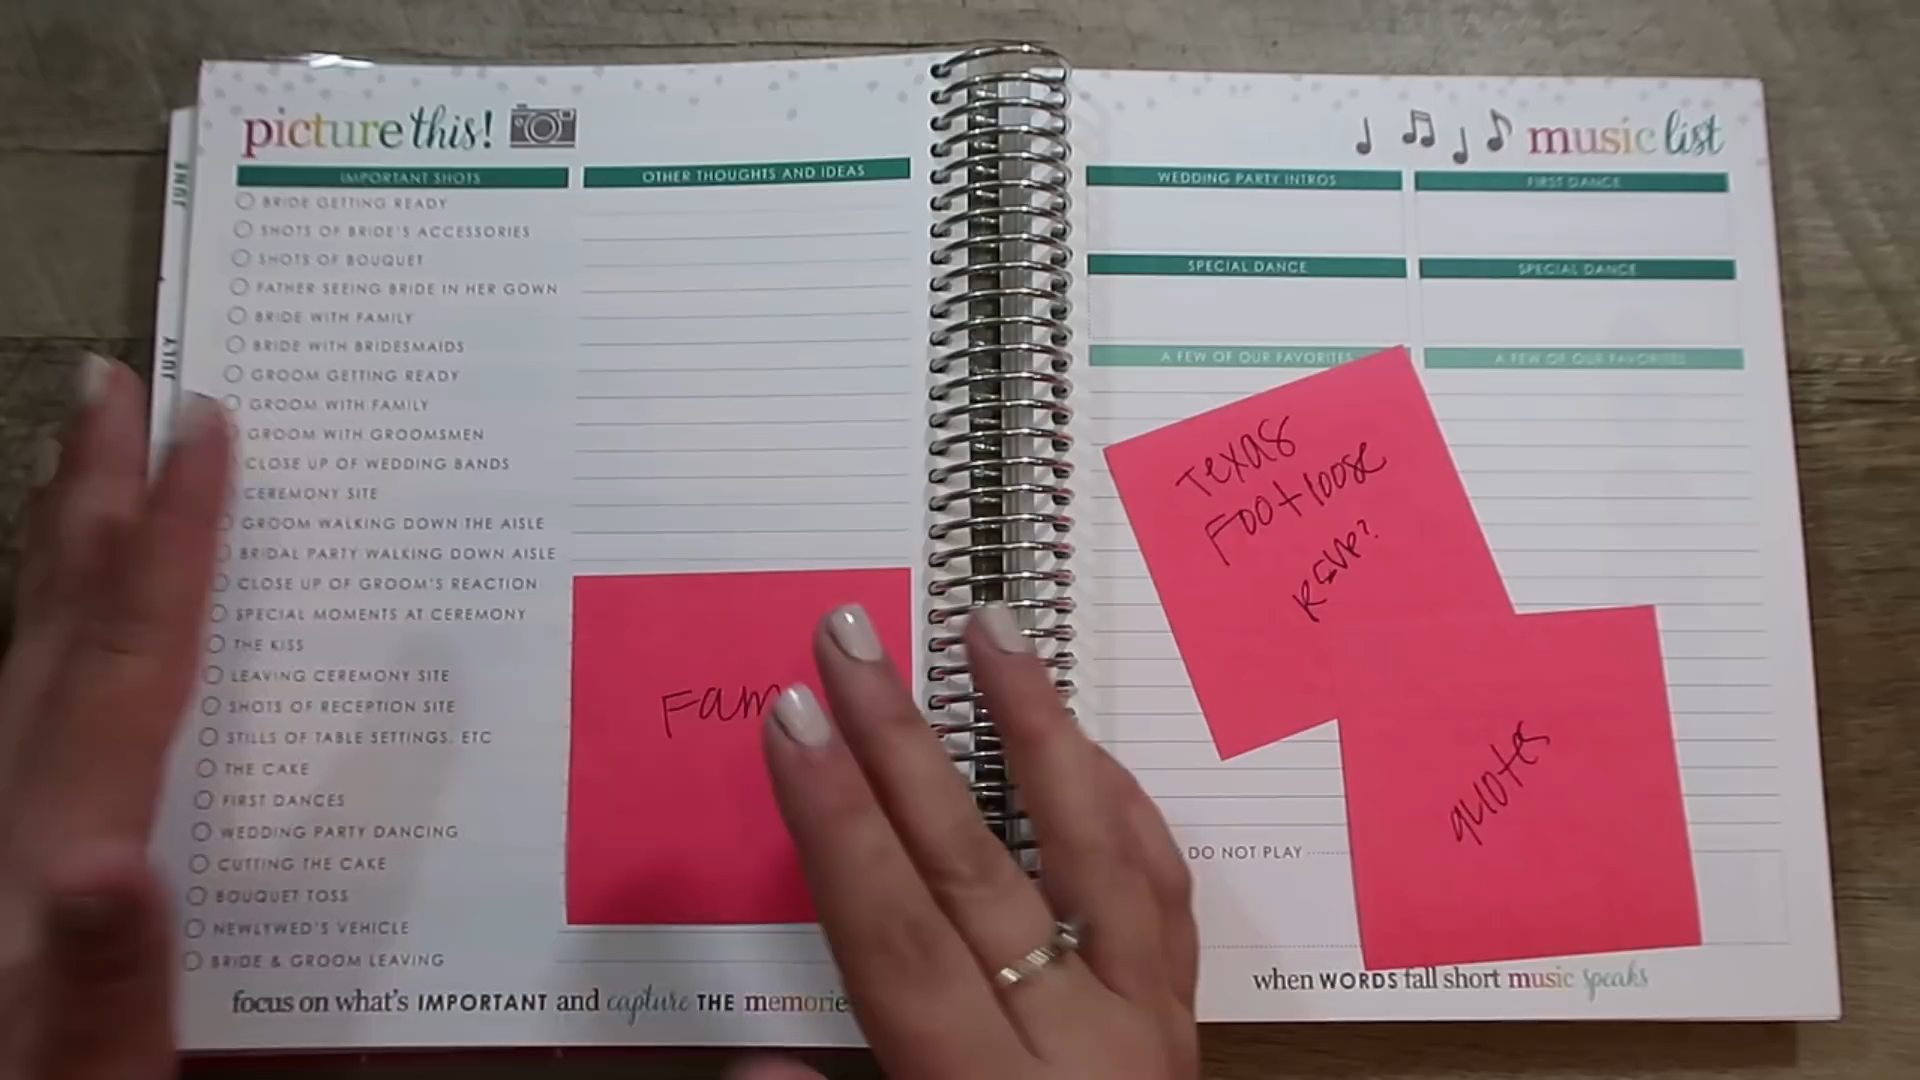 picture this!
IMPORTANT SHOTS
BRIDE GETTING READY
SHOTS OF BRIDE'S ACCESSORIES
SHOTS OF BOUQUET
FATHER SEEING BRIDE IN HER GOWN
BRIDE WITH FAMILY
BRIDE WITH BRIDESMAIDS
GROOM GETTING READY
GROOM WITH FAMILY
GROOM WITH GROOMSMEN
CLOSE UP OF WEDDING BANDS
CEREMONY SITE
GROOM WALKING DOWN THE AISLE
BRIDAL PARTY WALKING DOWN AISLE
CLOSE UP OF GROOM'S REACTION
SPECIAL MOMENTS AT CEREMONY
THE KISS
LEAVING CEREMONY SITE
SHOTS OF RECEPTION SITE
STILLS OF TABLE SETTINGS, ETC
THE CAKE
FIRST DANCES
WEDDING PARTY DANCING
CUTTING THE CAKE
BOUQUET TOSS
NEWLYWED'S VEHICLE
BRIDE & GROOM LEAVING
OTHER THOUGHTS AND IDEAS
Fam
focus on what's IMPORTANT and capture THE memorie
JUNE
JULY
music list
WEDDING PARTY INTROS
FIRST DANCE
SPECIAL DANCE
SPECIAL DANCE
A FEW OF OUR FAVORITES
A FEW OF OUR FAVORITES
Texas
Footloose
quotes
DO NOT PLAY
when WORDS fall short music speaks